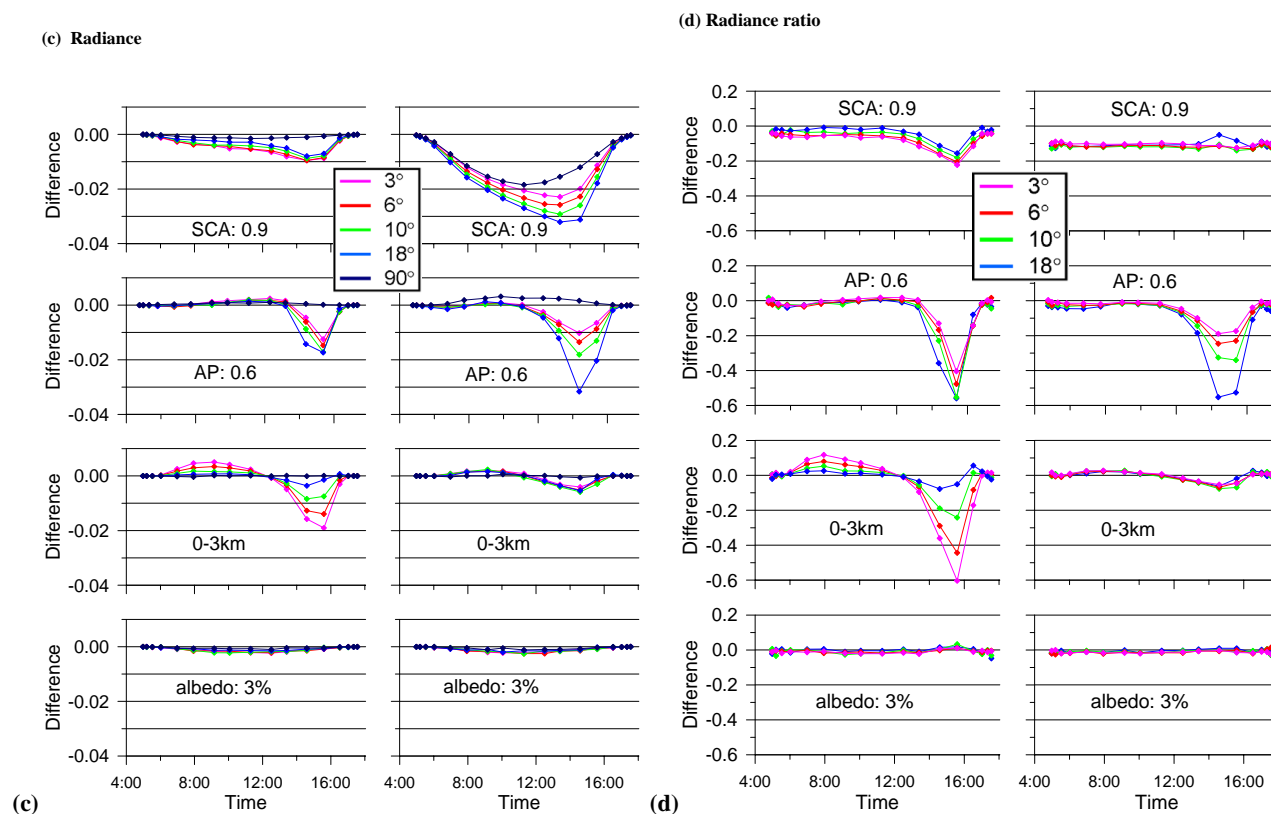 (c) Radiance
(d) Radiance ratio
0.00
-0.02
-0.04
Difference
SCA: 0.9
SCA: 0.9
3°
6°
10°
18°
90°
0.00
-0.02
-0.04
Difference
AP: 0.6
AP: 0.6
0.00
-0.02
-0.04
Difference
0-3km
0-3km
0.00
-0.02
-0.04
Difference
albedo: 3%
albedo: 3%
4:00 8:00 12:00 16:00
4:00 8:00 12:00 16:00
Time
Time
(c)
0.2
0.0
-0.2
-0.4
-0.6
Difference
SCA: 0.9
SCA: 0.9
3°
6°
10°
18°
0.2
0.0
-0.2
-0.4
-0.6
Difference
AP: 0.6
AP: 0.6
0.2
0.0
-0.2
-0.4
-0.6
Difference
0-3km
0-3km
0.2
0.0
-0.2
-0.4
-0.6
Difference
albedo: 3%
albedo: 3%
4:00 8:00 12:00 16:00
4:00 8:00 12:00 16:00
Time
Time
(d)